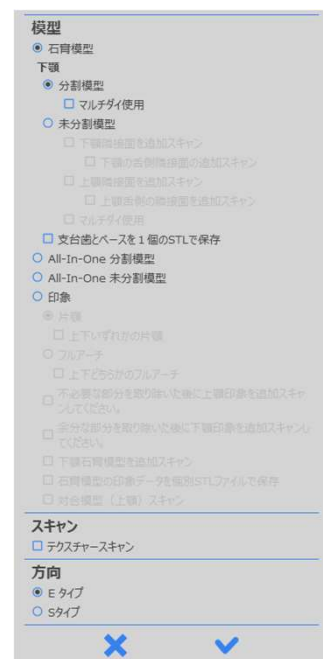 模型
石膏模型
下顎
分割模型
マルチダイ使用
未分割模型
下顎隣接面を追加スキャン
下顎の舌側隣接面の追加スキャン
上顎隣接面を追加スキャン
上顎舌側の隣接面を追加スキャン
マルチダイ使用
支台歯とベースを１個のSTLで保存
All-In-One 分割模型
All-In-One 未分割模型
印象
片顎
上下いずれかの片顎
フルアーチ
上下どちらかのフルアーチ
不必要な部分を取り除いた後に上顎印象を追加スキャ
ンしてください。
余分な部分を取り除いた後に下顎印象を追加スキャンし
てください。
下顎石膏模型を追加スキャン
石膏模型の印象データを個別STLファイルで保存
対合模型（上顎）スキャン
スキャン
テクスチャースキャン
方向
E タイプ
Sタイプ